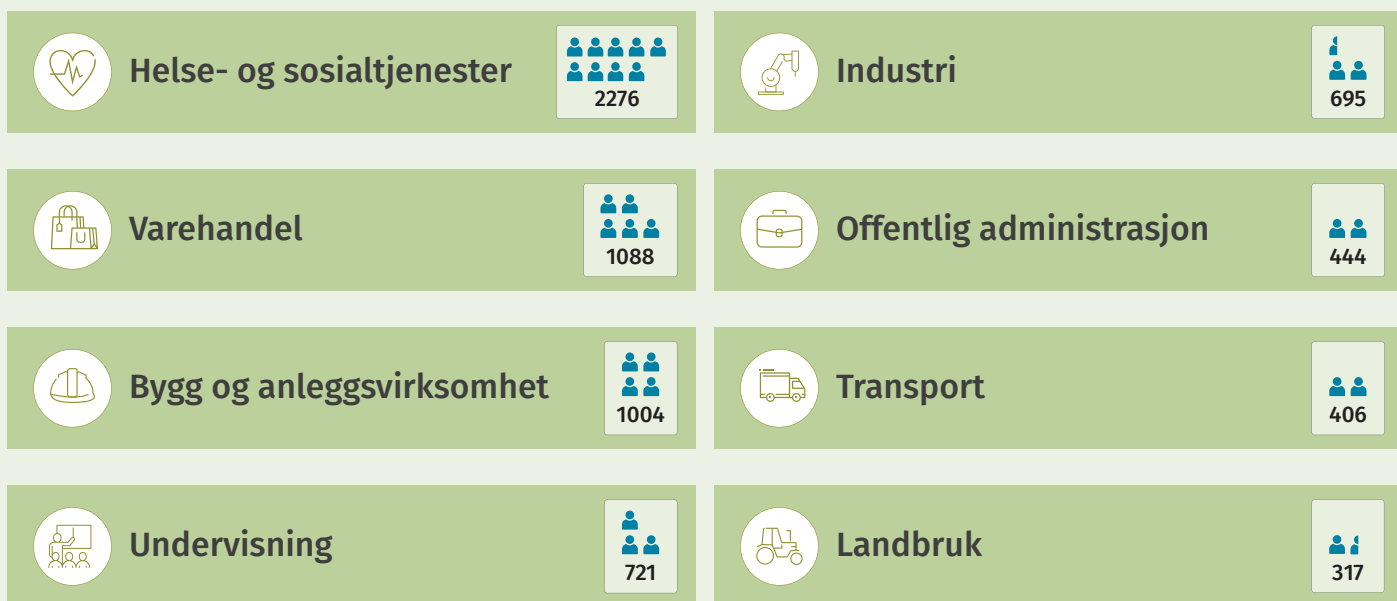 Helse- og sosialtjenester
2276
Industri
695
Varehandel
1088
Offentlig administrasjon
444
Bygg og anleggsvirksomhet
1004
Transport
406
Undervisning
721
Landbruk
317